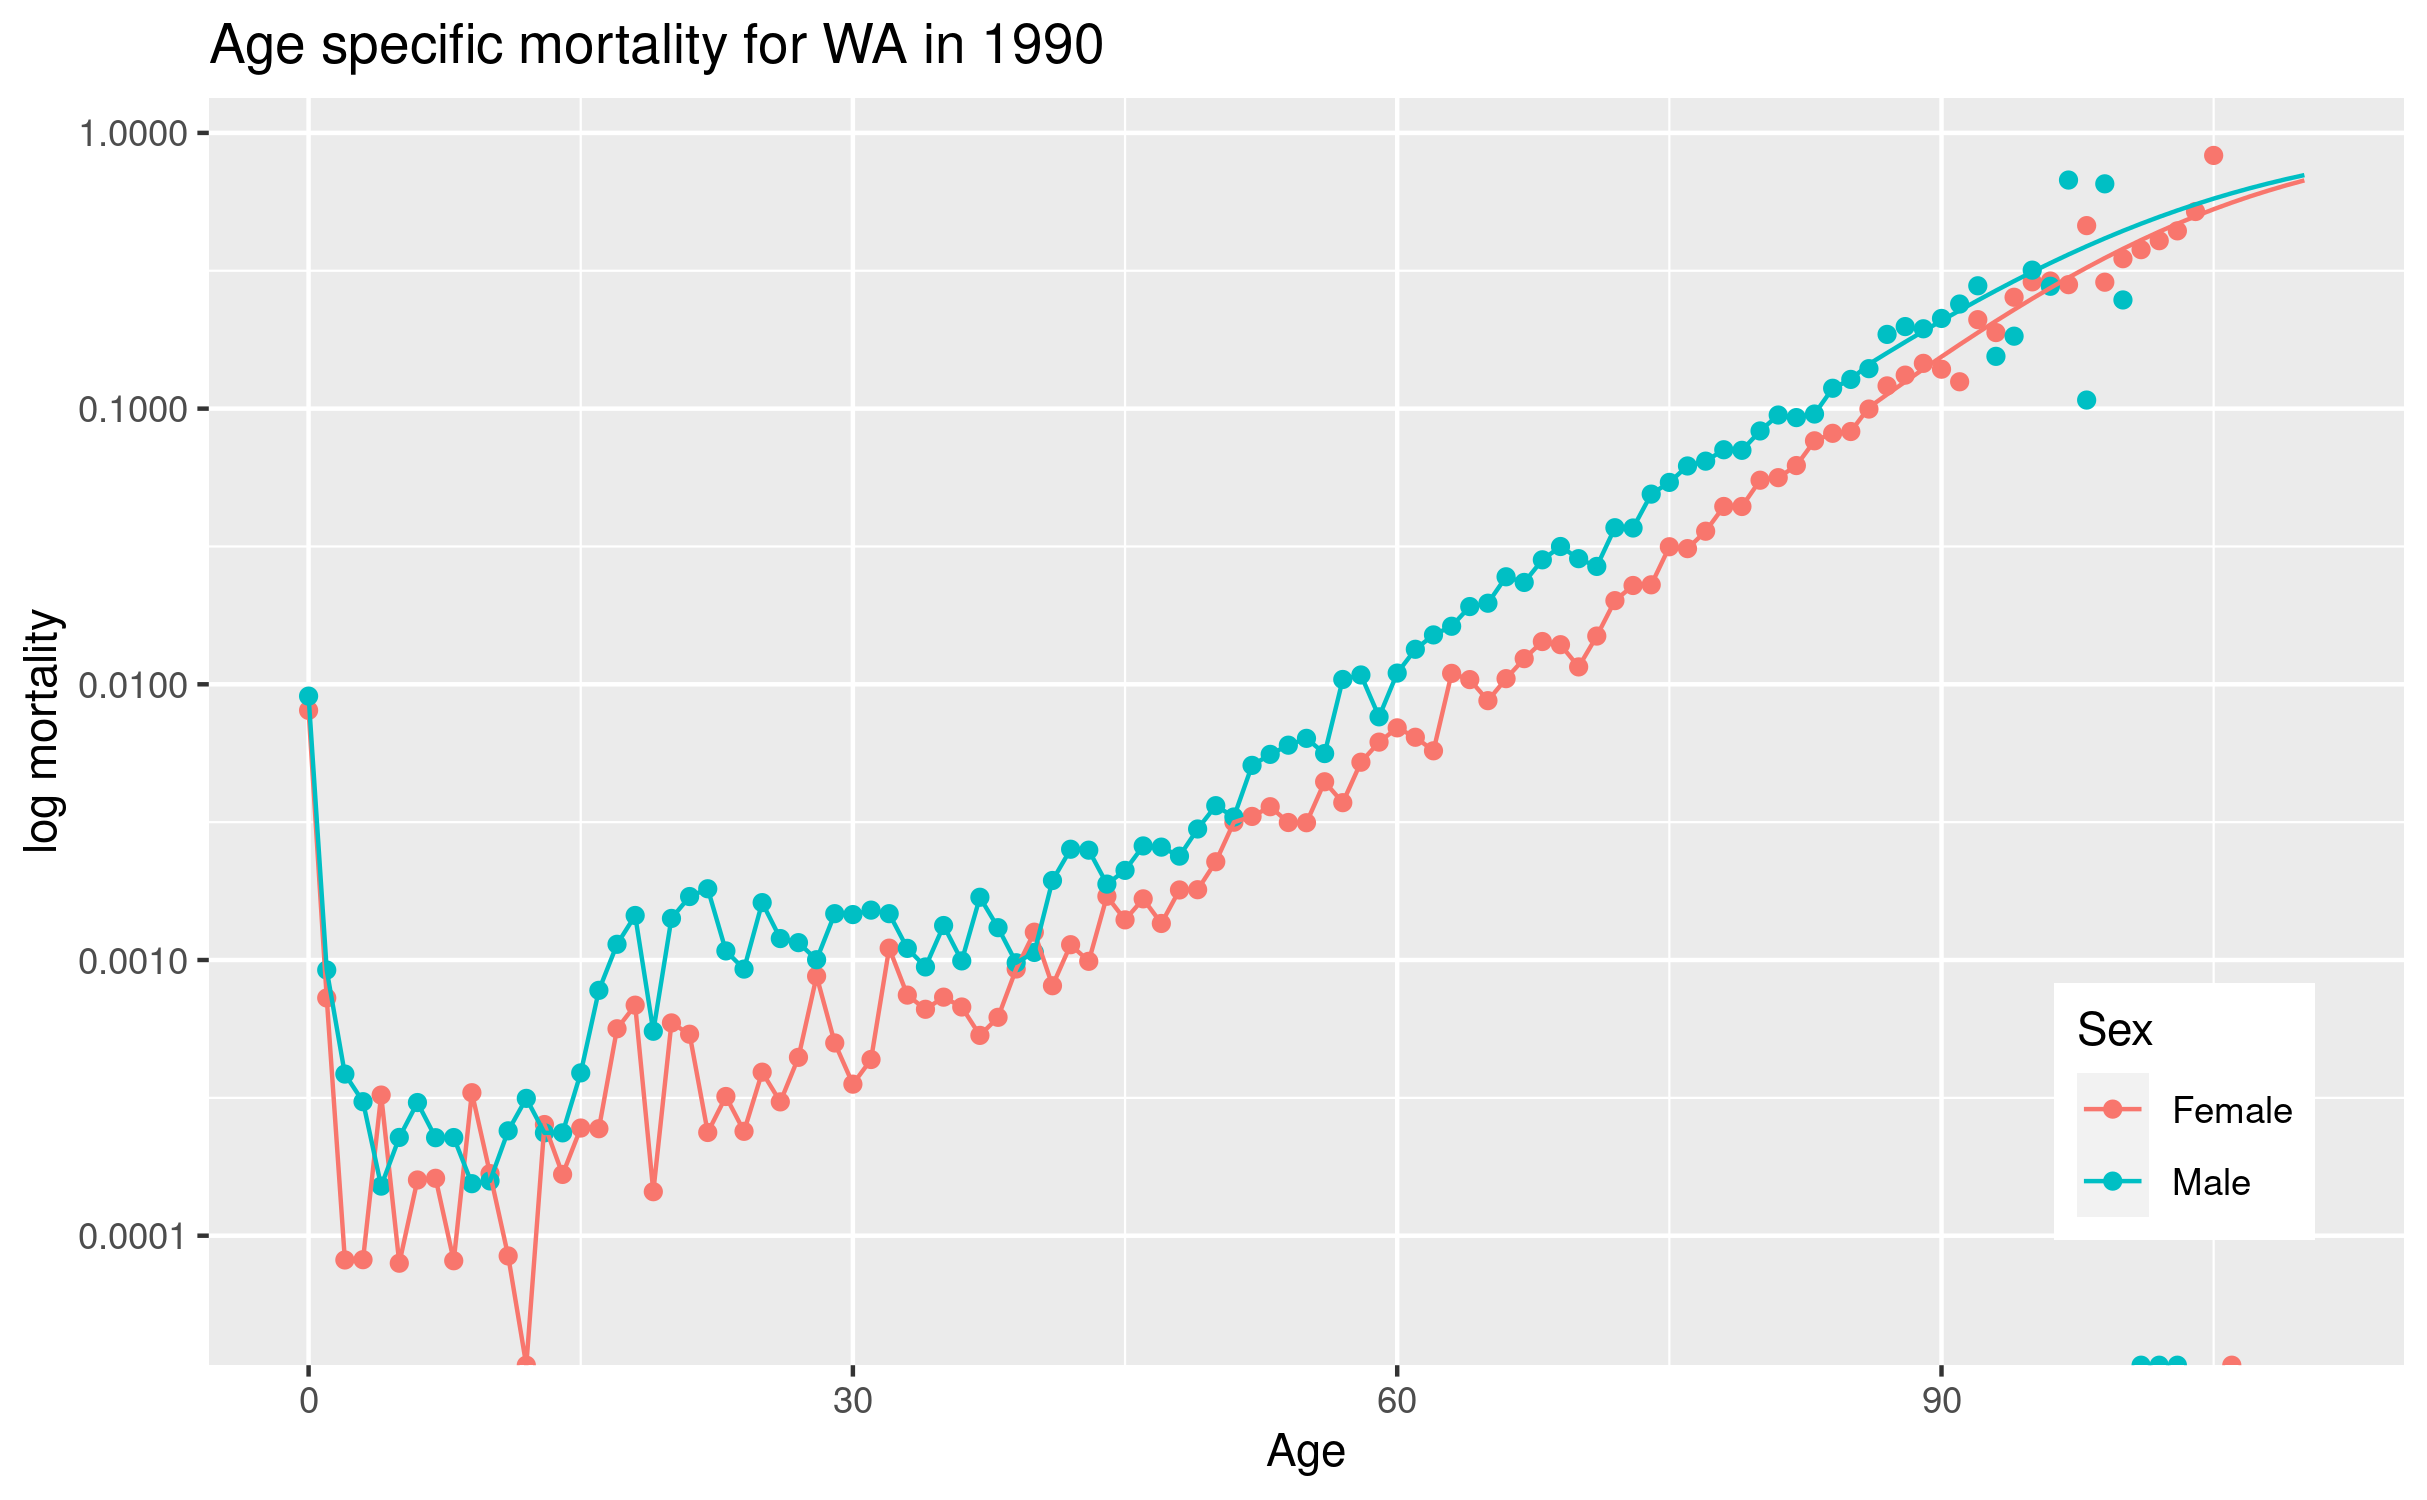 Age specific mortality for WA in 1990
1.0000
0.1000
0.0100
0.0010
0.0001
log mortality
0
30
60
90
Age
Sex
Female
Male